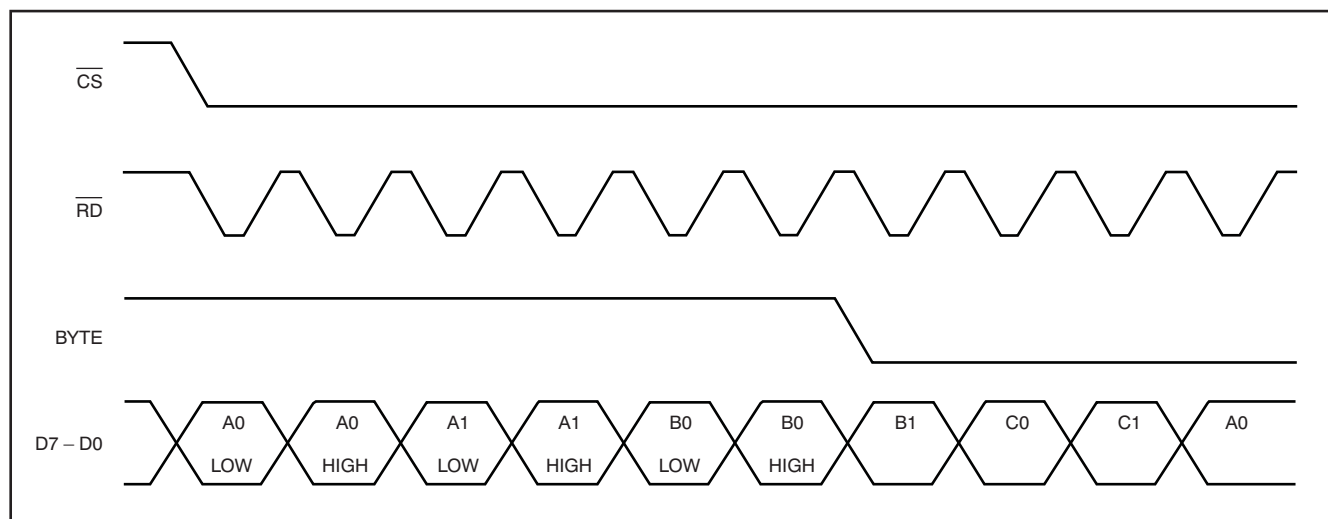 CS
RD
BYTE
D7 – D0
A0 A0 A1 A1 B0 B0 B1 C0 C1 A0
LOW HIGH LOW HIGH LOW HIGH